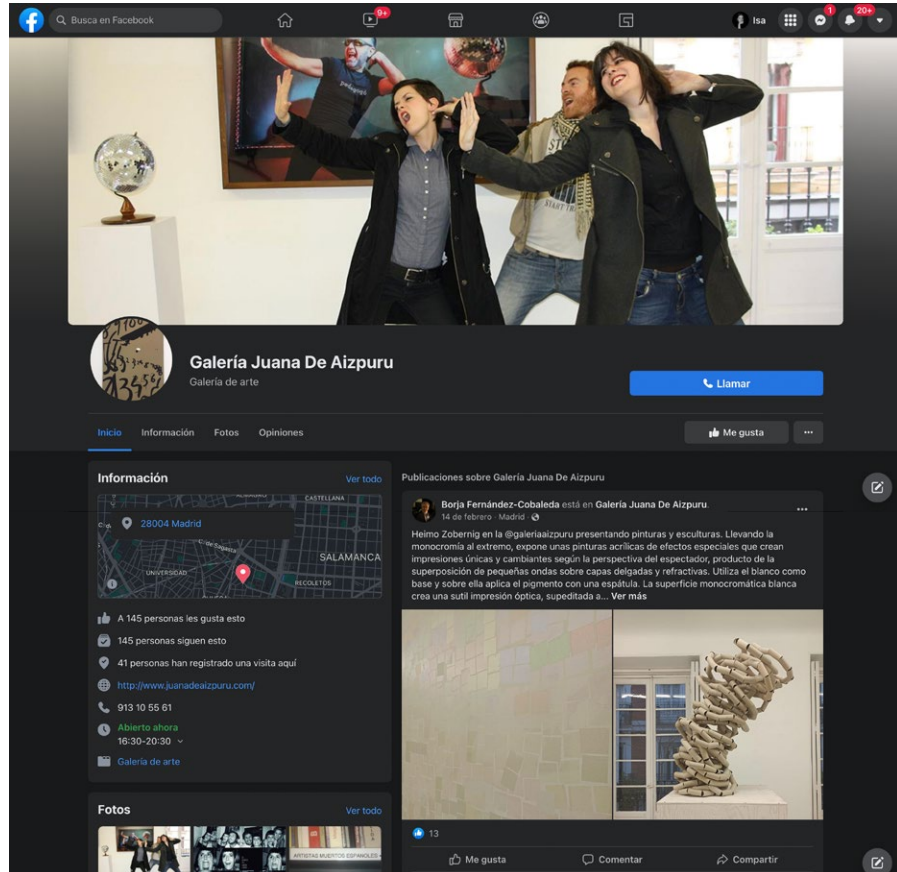 Busca en Facebook
9+
Isa
1
20+
Galería Juana De Aizpuru
Galería de arte
Llamar
Inicio
Información
Fotos
Opiniones
Me gusta
Información
Ver todo
CASTELLANA
28004 Madrid
SALAMANCA
UNIVERSIDAD
RECOLETOS
A 145 personas les gusta esto
145 personas siguen esto
41 personas han registrado una visita aquí
http://www.juanadeaizpuru.com/
913 10 55 61
Abierto ahora
16:30-20:30
Galería de arte
Fotos
Ver todo
ARTISTAS MUERTOS ESPAÑOLES
Publicaciones sobre Galería Juana De Aizpuru
Borja Fernández-Cobaleda está en Galería Juana De Aizpuru.
14 de febrero · Madrid ·
Heimo Zobernig en la @galeriaaizpuru presentando pinturas y esculturas. Llevando la
monocromía al extremo, expone unas pinturas acrílicas de efectos especiales que crean
impresiones únicas y cambiantes según la perspectiva del espectador, producto de la
superposición de pequeñas ondas sobre capas delgadas y refractivas. Utiliza el blanco como
base y sobre ella aplica el pigmento con una espátula. La superficie monocromática blanca
crea una sutil impresión óptica, supeditada a... Ver más
13
Me gusta
Comentar
Compartir